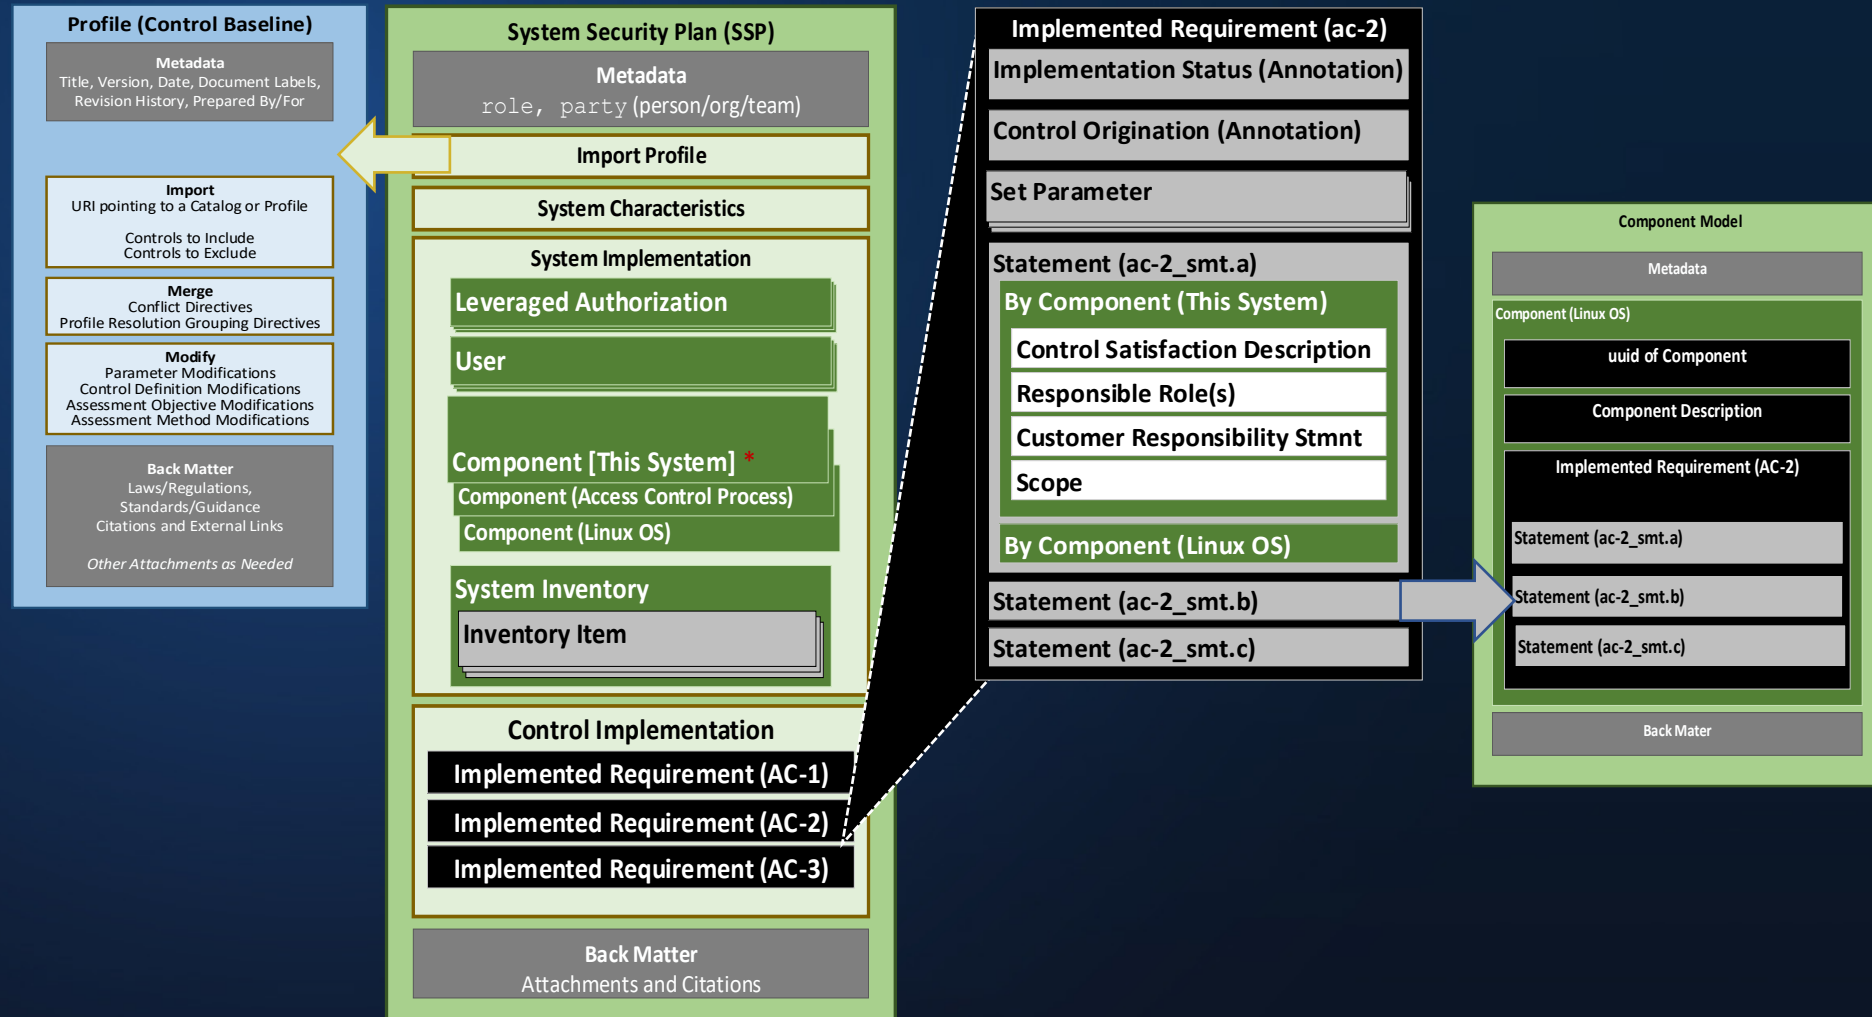 Profile (Control Baseline)
Metadata
Title, Version, Date, Document Labels,
Revision History, Prepared By/For
Import
URI pointing to a Catalog or Profile
Controls to Include
Controls to Exclude
Merge
Conflict Directives
Profile Resolution Grouping Directives
Modify
Parameter Modifications
Control Definition Modifications
Assessment Objective Modifications
Assessment Method Modifications
Back Matter
Laws/Regulations,
Standards/Guidance
Citations and External Links
Other Attachments as Needed
System Security Plan (SSP)
Metadata
role, party (person/org/team)
Import Profile
System Characteristics
System Implementation
Leveraged Authorization
User
Component [This System] *
Component (Access Control Process)
Component (Linux OS)
System Inventory
Inventory Item
Control Implementation
Implemented Requirement (AC-1)
Implemented Requirement (AC-2)
Implemented Requirement (AC-3)
Back Matter
Attachments and Citations
Implemented Requirement (ac-2)
Implementation Status (Annotation)
Control Origination (Annotation)
Set Parameter
Statement (ac-2_smt.a)
By Component (This System)
Control Satisfaction Description
Responsible Role(s)
Customer Responsibility Stmnt
Scope
By Component (Linux OS)
Statement (ac-2_smt.b)
Statement (ac-2_smt.c)
Component Model
Metadata
Component (Linux OS)
uuid of Component
Component Description
Implemented Requirement (AC-2)
Statement (ac-2_smt.a)
Statement (ac-2_smt.b)
Statement (ac-2_smt.c)
Back Mater